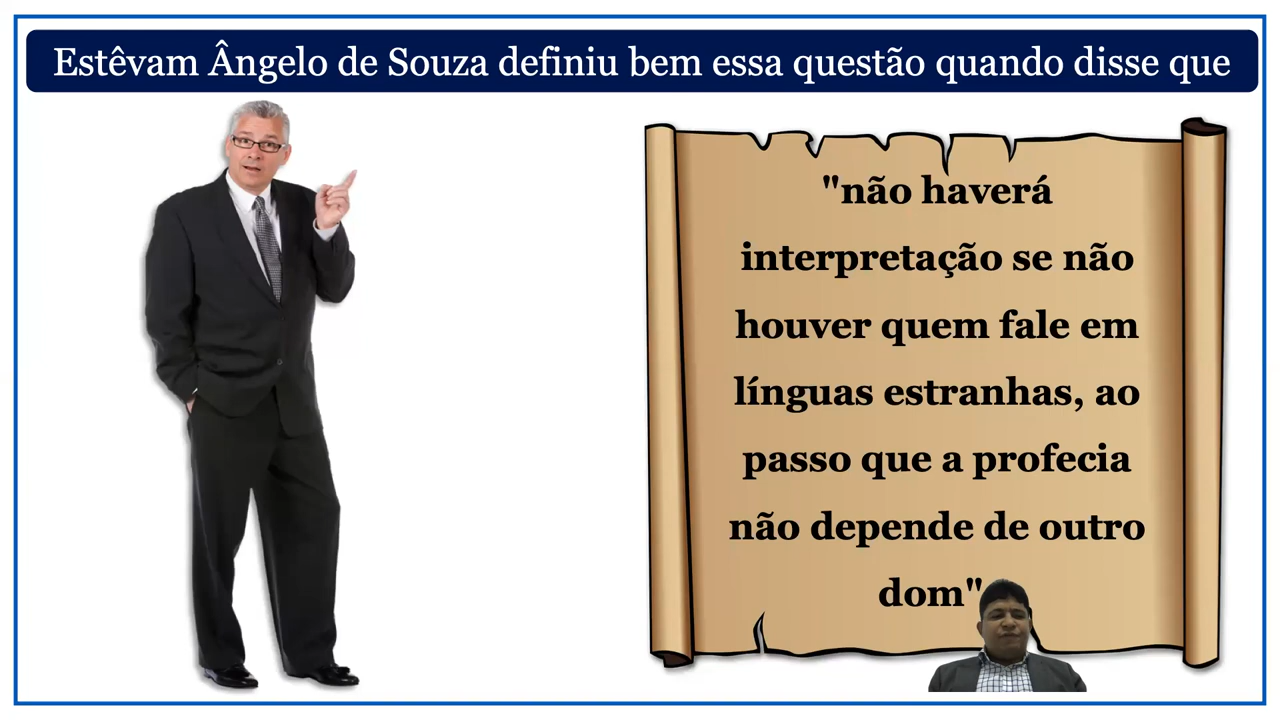 Estêvam Ângelo de Souza definiu bem essa questão quando disse que
"não haverá
interpretação se não
houver quem fale em
línguas estranhas, ao
passo que a profecia
não depende de outro
dom"